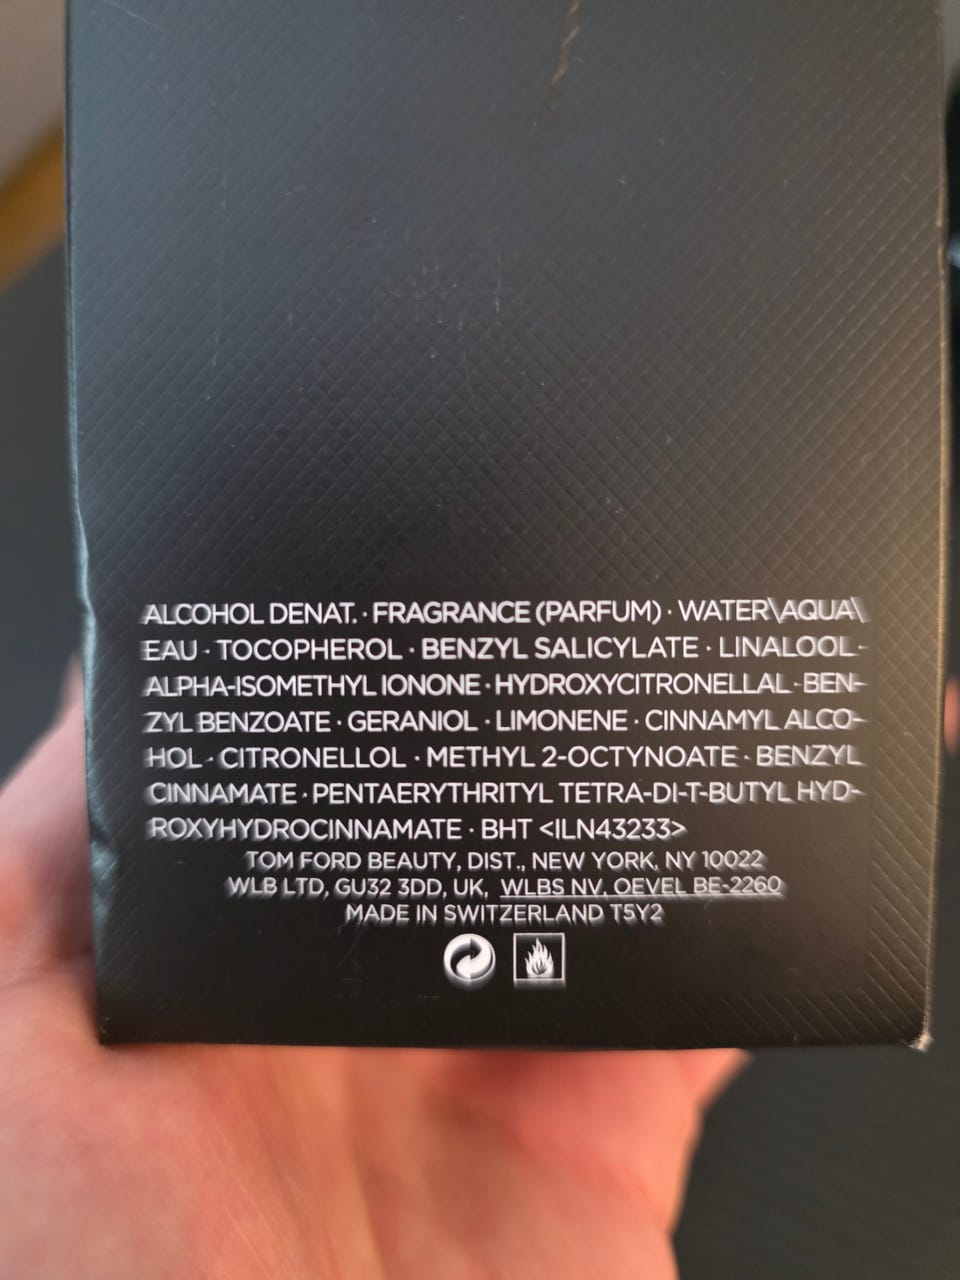 ALCOHOL DENAT. · FRAGRANCE (PARFUM) · WATER\AQUA\
EAU · TOCOPHEROL · BENZYL SALICYLATE · LINALOOL ·
ALPHA-ISOMETHYL IONONE · HYDROXYCITRONELLAL · BEN-
ZYL BENZOATE · GERANIOL · LIMONENE · CINNAMYL ALCO-
HOL · CITRONELLOL · METHYL 2-OCTYNOATE · BENZYL
CINNAMATE · PENTAERYTHRITYL TETRA-DI-T-BUTYL HYD-
ROXYHYDROCINNAMATE · BHT <ILN43233>
TOM FORD BEAUTY, DIST., NEW YORK, NY 10022
WLB LTD, GU32 3DD, UK, WLBS NV, OEVEL BE-2260
MADE IN SWITZERLAND T5Y2